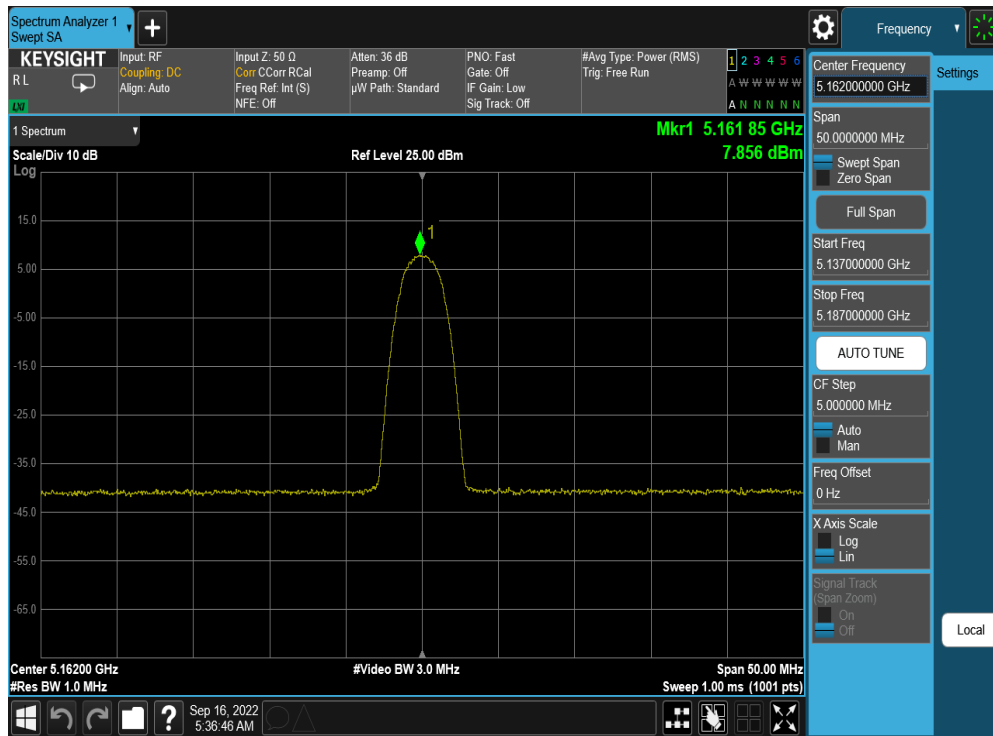 Spectrum Analyzer 1
Swept SA
Frequency
KEYSIGHT
R L
LXI
Input: RF
Coupling: DC
Align: Auto
Input Z: 50 Ω
Corr CCorr RCal
Freq Ref: Int (S)
NFE: Off
Atten: 36 dB
Preamp: Off
µW Path: Standard
PNO: Fast
Gate: Off
IF Gain: Low
Sig Track: Off
#Avg Type: Power (RMS)
Trig: Free Run
1 2 3 4 5 6
A W W W W W
A N N N N N
1 Spectrum
Scale/Div 10 dB
Log
Ref Level 25.00 dBm
Mkr1 5.161 85 GHz
7.856 dBm
1
15.0
5.00
-5.00
-15.0
-25.0
-35.0
-45.0
-55.0
-65.0
Center 5.16200 GHz
#Res BW 1.0 MHz
#Video BW 3.0 MHz
Span 50.00 MHz
Sweep 1.00 ms (1001 pts)
Center Frequency
5.162000000 GHz
Span
50.0000000 MHz
Swept Span
Zero Span
Full Span
Start Freq
5.137000000 GHz
Stop Freq
5.187000000 GHz
AUTO TUNE
CF Step
5.000000 MHz
Auto
Man
Freq Offset
0 Hz
X Axis Scale
Log
Lin
Signal Track
(Span Zoom)
On
Off
Settings
Local
?
Sep 16, 2022
5:36:46 AM